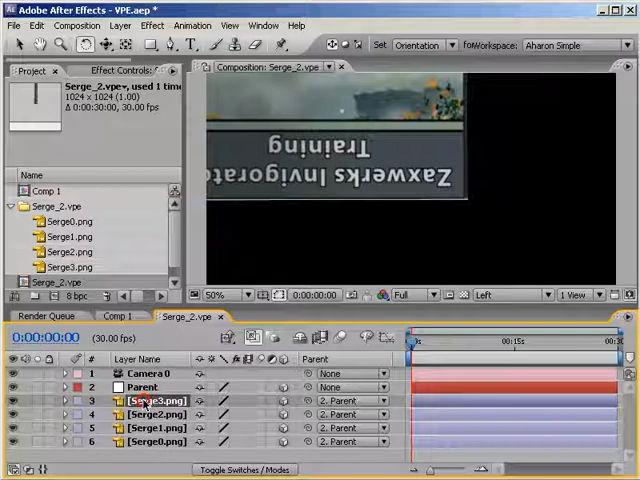 Adobe After Effects - VPE.aep *
File Edit Composition Layer Effect Animation View Window Help
Set Orientation for Workspace: Aharon Simple
Project Effect Controls:
Composition: Serge_2.vpe
Serge_2.vpe, used 1 time
1024 x 1024 (1.00)
Δ 0:00:30:00, 30.00 fps
Training
Zaxwerks Invigorato
Name
Comp 1
Serge_2.vpe
Serge0.png
Serge1.png
Serge2.png
Serge3.png
Serge_2.vpe
8 bpc
50% 0:00:00:00 Full Left 1 View
Render Queue Comp 1 Serge_2.vpe
0:00:00:00 (30.00 fps)
# Layer Name Parent
0s 00:15s 00:30
1 Camera 0 None
2 Parent None
3 [Serge3.png] 2. Parent
4 [Serge2.png] 2. Parent
5 [Serge1.png] 2. Parent
6 [Serge0.png] 2. Parent
Toggle Switches / Modes